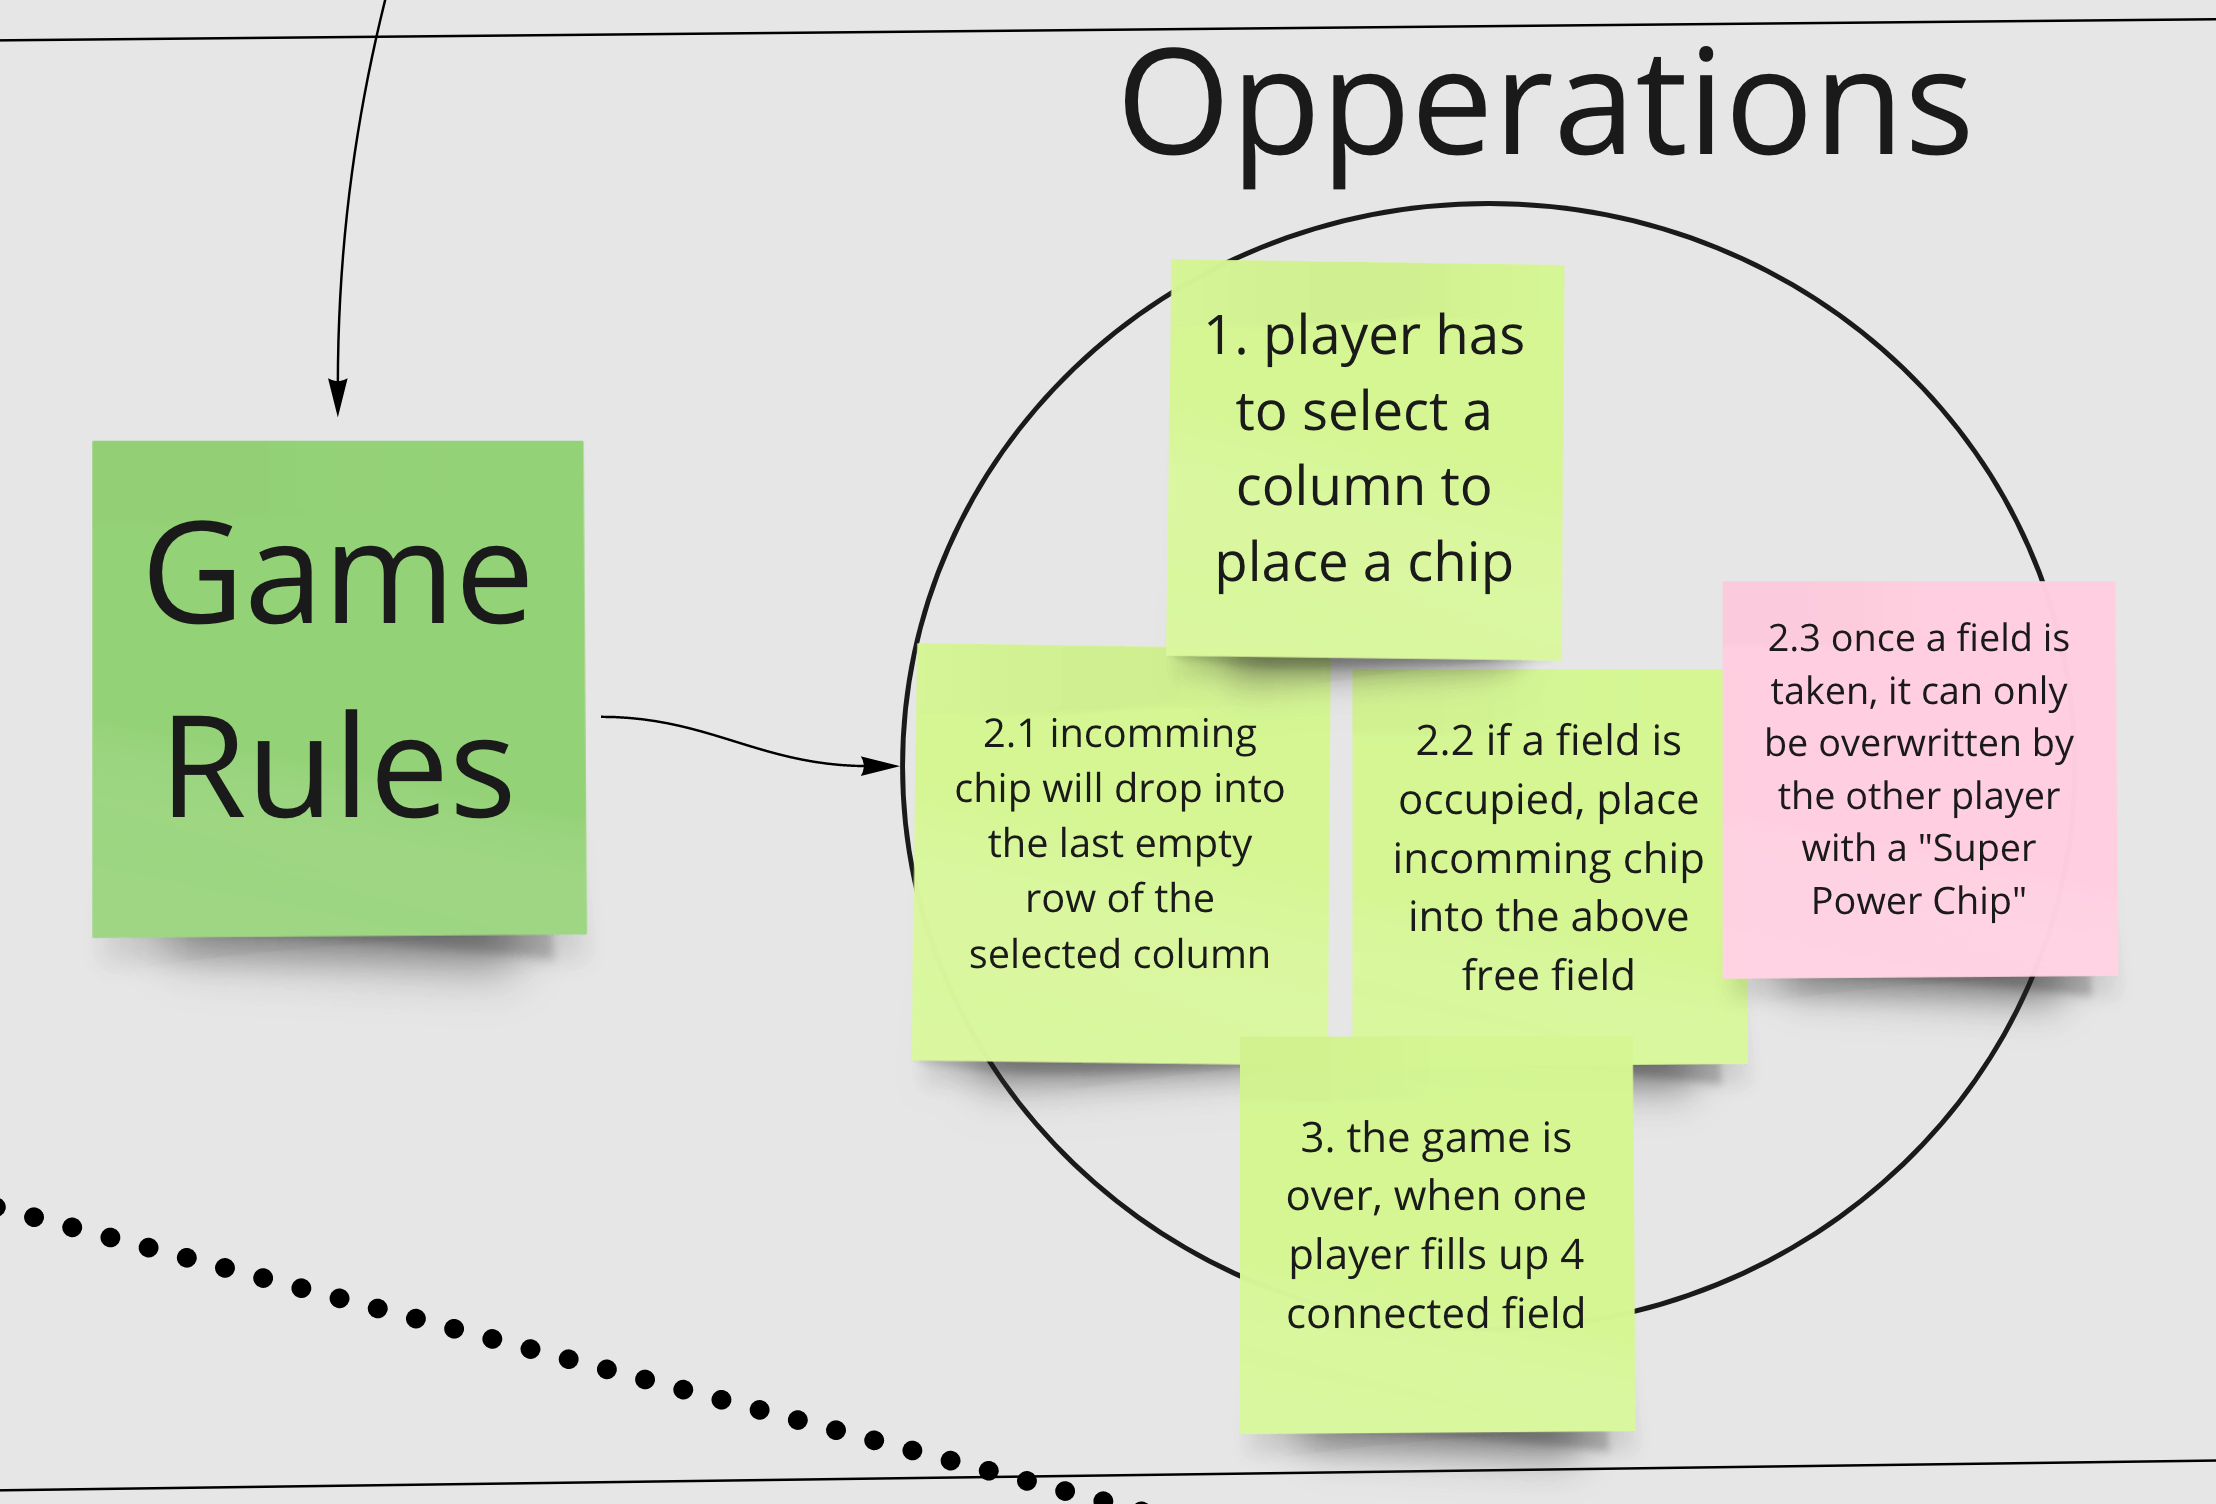 Opperations
Game
Rules
1. player has
to select a
column to
place a chip
2.1 incomming
chip will drop into
the last empty
row of the
selected column
2.2 if a field is
occupied, place
incomming chip
into the above
free field
2.3 once a field is
taken, it can only
be overwritten by
the other player
with a "Super
Power Chip"
3. the game is
over, when one
player fills up 4
connected field